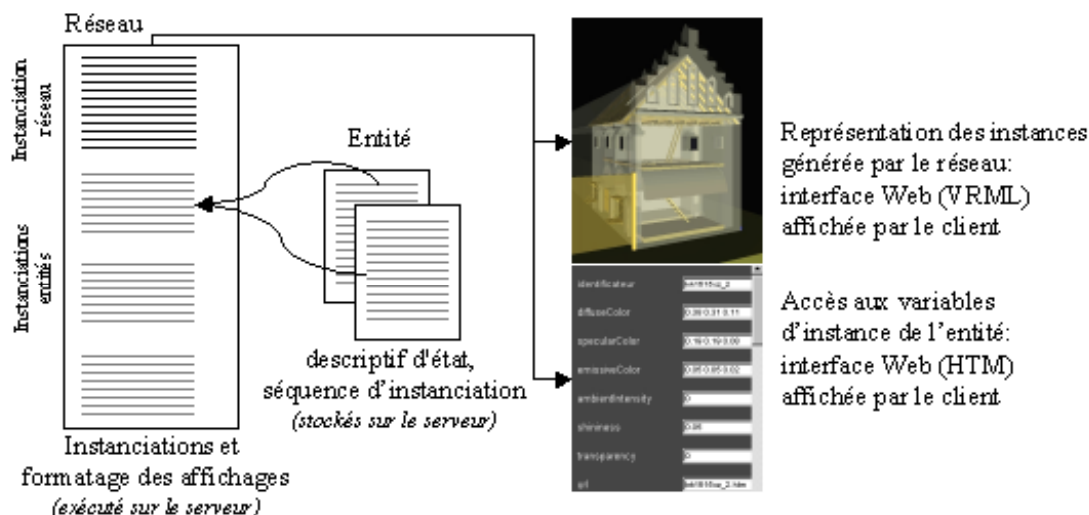 Réseau
Instanciation
réseau
Instanciations
entités
Entité
descriptif d'état,
séquence d'instanciation
(stockés sur le serveur)
Instanciations et
formatage des affichages
(exécuté sur le serveur)
Représentation des instances
générée par le réseau:
interface Web (VRML)
affichée par le client
identificateur
diffuseColor
specularColor
emissiveColor
ambientIntensity
0
shininess
transparency
0
url
Accès aux variables
d'instance de l'entité:
interface Web (HTM)
affichée par le client